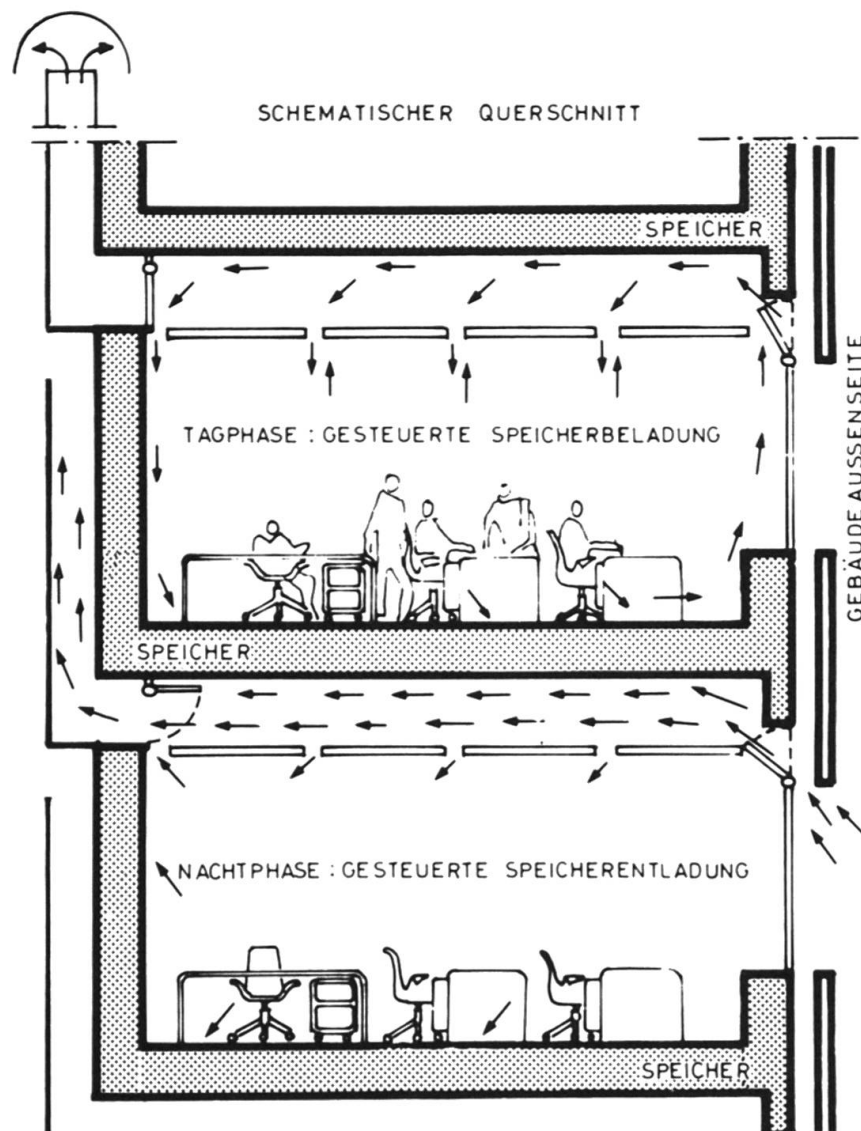 SCHEMATISCHER QUERSCHNITT
SPEICHER
TAGPHASE : GESTEUERTE SPEICHERBELADUNG
GEBÄUDEAUSSENSEITE
SPEICHER
NACHTPHASE : GESTEUERTE SPEICHERENTLADUNG
SPEICHER